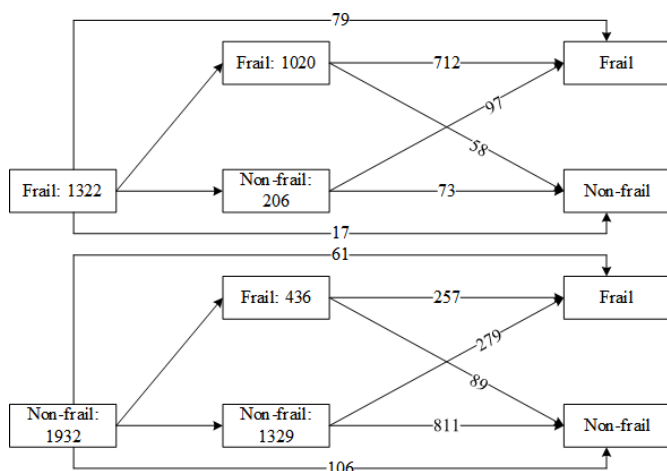 79
Frail: 1020
712
Frail
97
58
Frail: 1322
Non-frail:
206
73
Non-frail
17
61
Frail: 436
257
Frail
279
89
Non-frail:
1932
Non-frail:
1329
811
Non-frail
106